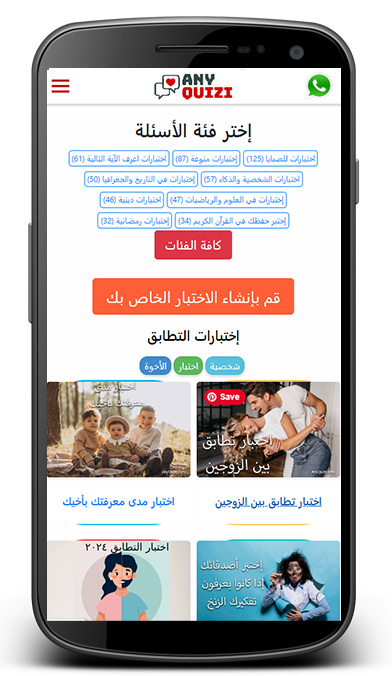 ANY
QUIZI
إختر فئة الأسئلة
اختبارات للصبايا (125)
إختبارات منوعة (87)
اختبارات اعرف الآية التالية (61)
اختبارات الشخصية والذكاء (57)
إختبارات في التاريخ والجغرافيا (50)
إختبارات في العلوم والرياضيات (47)
اختبارات دينية (46)
إختبر حفظك في القرآن الكريم (34)
إختبارات رمضانية (32)
كافة الفئات
قم بإنشاء الاختبار الخاص بك
إختبارات التطابق
شخصية
اختبار
الأخوة
Save
اختبار تطابق
بين الزوجين
اختبار مدى
معرفتك بأخيك
اختبار تطابق بين الزوجين
اختبار مدى معرفتك بأخيك
إختبر أصدقائك
إذا كانوا يعرفون
تفكيرك الزنخ
اختبار التطابق ٢٠٢٤